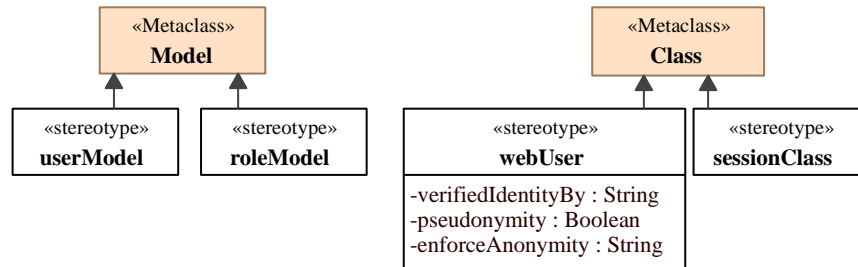 «Metaclass»
Model
«stereotype»
userModel
«stereotype»
roleModel
«Metaclass»
Class
«stereotype»
webUser
-verifiedIdentityBy : String
-pseudonymity : Boolean
-enforceAnonymity : String
«stereotype»
sessionClass